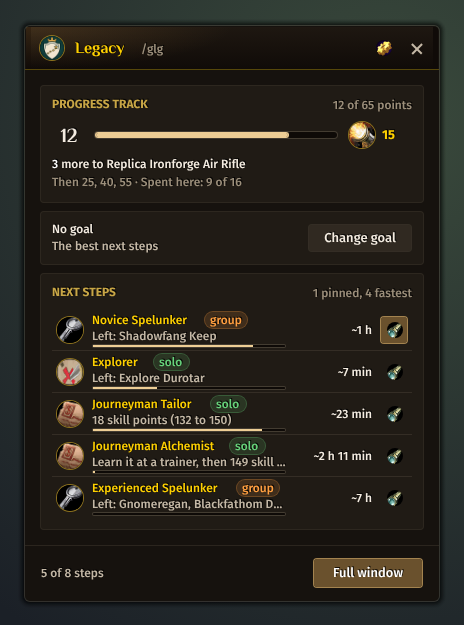 Legacy /glg
PROGRESS TRACK 12 of 65 points
12 15
3 more to Replica Ironforge Air Rifle
Then 25, 40, 55 · Spent here: 9 of 16
No goal
The best next steps
Change goal
NEXT STEPS 1 pinned, 4 fastest
Novice Spelunker group
Left: Shadowfang Keep
~1 h
Explorer solo
Left: Explore Durotar
~7 min
Journeyman Tailor solo
18 skill points (132 to 150)
~23 min
Journeyman Alchemist solo
Learn it at a trainer, then 149 skill ...
~2 h 11 min
Experienced Spelunker group
Left: Gnomeregan, Blackfathom D...
~7 h
5 of 8 steps
Full window